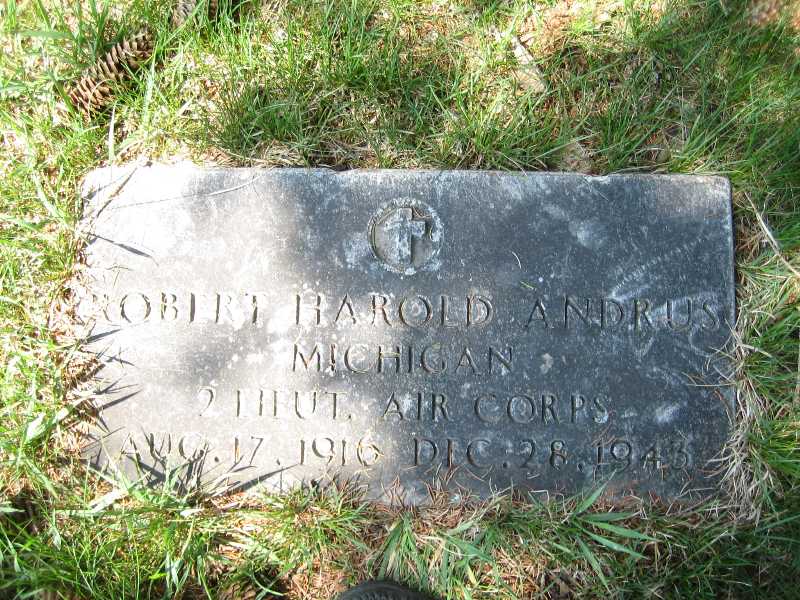 ROBERT HAROLD ANDRUS
MICHIGAN
2 LIEUT. AIR CORPS
AUG. 17. 1916 DEC. 28. 1943